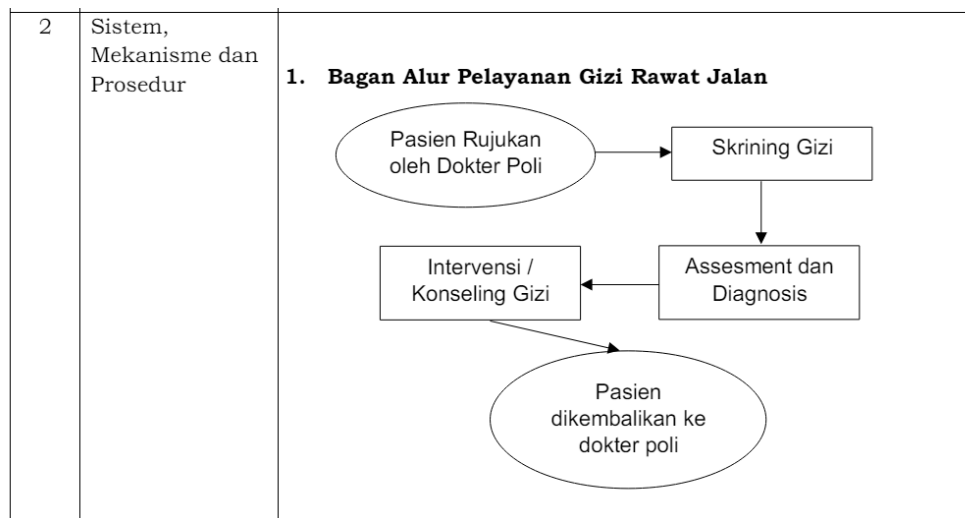 2
Sistem,
Mekanisme dan
Prosedur
1. Bagan Alur Pelayanan Gizi Rawat Jalan
Pasien Rujukan
oleh Dokter Poli
Skrining Gizi
Assesment dan
Diagnosis
Intervensi /
Konseling Gizi
Pasien
dikembalikan ke
dokter poli